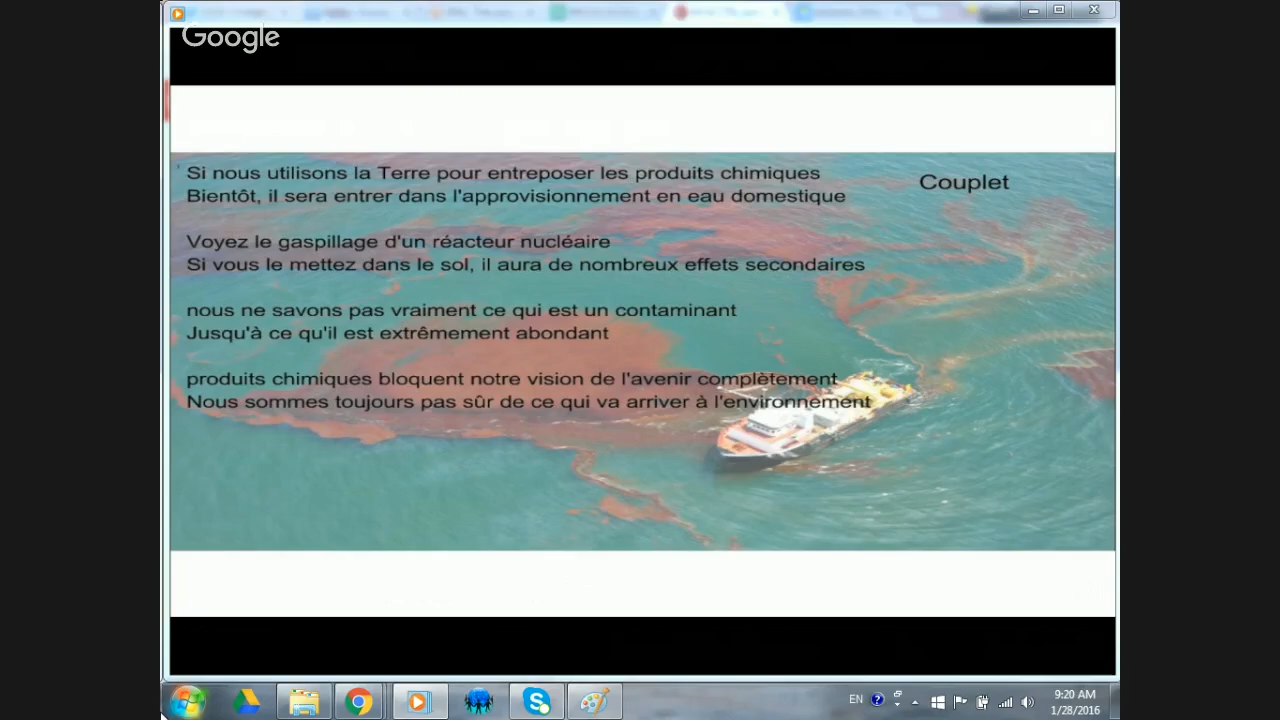 Google
Si nous utilisons la Terre pour entreposer les produits chimiques
Couplet
Bientôt, il sera entrer dans l'approvisionnement en eau domestique
Voyez le gaspillage d'un réacteur nucléaire
Si vous le mettez dans le sol, il aura de nombreux effets secondaires
nous ne savons pas vraiment ce qui est un contaminant
Jusqu'à ce qu'il est extrêmement abondant
produits chimiques bloquent notre vision de l'avenir complètement
Nous sommes toujours pas sûr de ce qui va arriver à l'environnement
EN
9:20 AM
1/28/2016